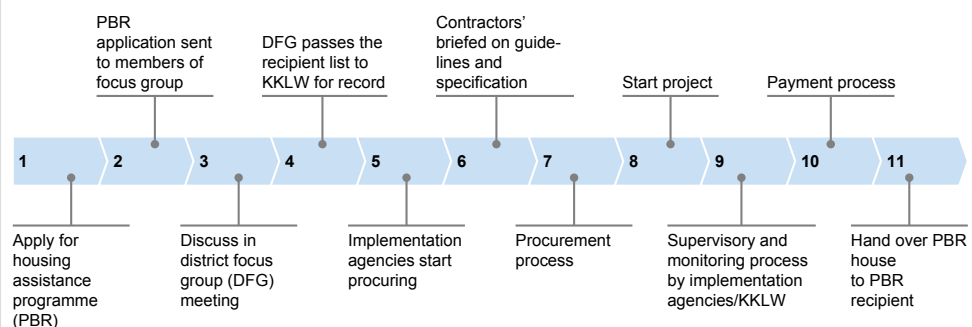 PBR
application sent
to members of
focus group
DFG passes the
recipient list to
KKLW for record
Contractors'
briefed on guide-
lines and
specification
Start project
Payment process
1
2
3
4
5
6
7
8
9
10
11
Apply for
housing
assistance
programme
(PBR)
Discuss in
district focus
group (DFG)
meeting
Implementation
agencies start
procuring
Procurement
process
Supervisory and
monitoring process
by implementation
agencies/KKLW
Hand over PBR
house
to PBR
recipient